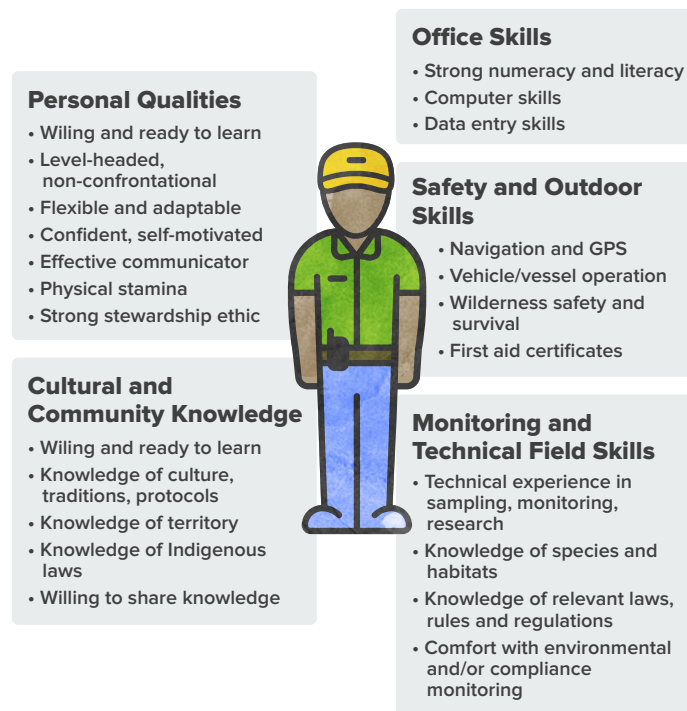 Personal Qualities
• Wiling and ready to learn
• Level-headed,
non-confrontational
• Flexible and adaptable
• Confident, self-motivated
• Effective communicator
• Physical stamina
• Strong stewardship ethic
Cultural and
Community Knowledge
• Wiling and ready to learn
• Knowledge of culture,
traditions, protocols
• Knowledge of territory
• Knowledge of Indigenous
laws
• Willing to share knowledge
Office Skills
• Strong numeracy and literacy
• Computer skills
• Data entry skills
Safety and Outdoor
Skills
• Navigation and GPS
• Vehicle/vessel operation
• Wilderness safety and
survival
• First aid certificates
Monitoring and
Technical Field Skills
• Technical experience in
sampling, monitoring,
research
• Knowledge of species and
habitats
• Knowledge of relevant laws,
rules and regulations
• Comfort with environmental
and/or compliance
monitoring